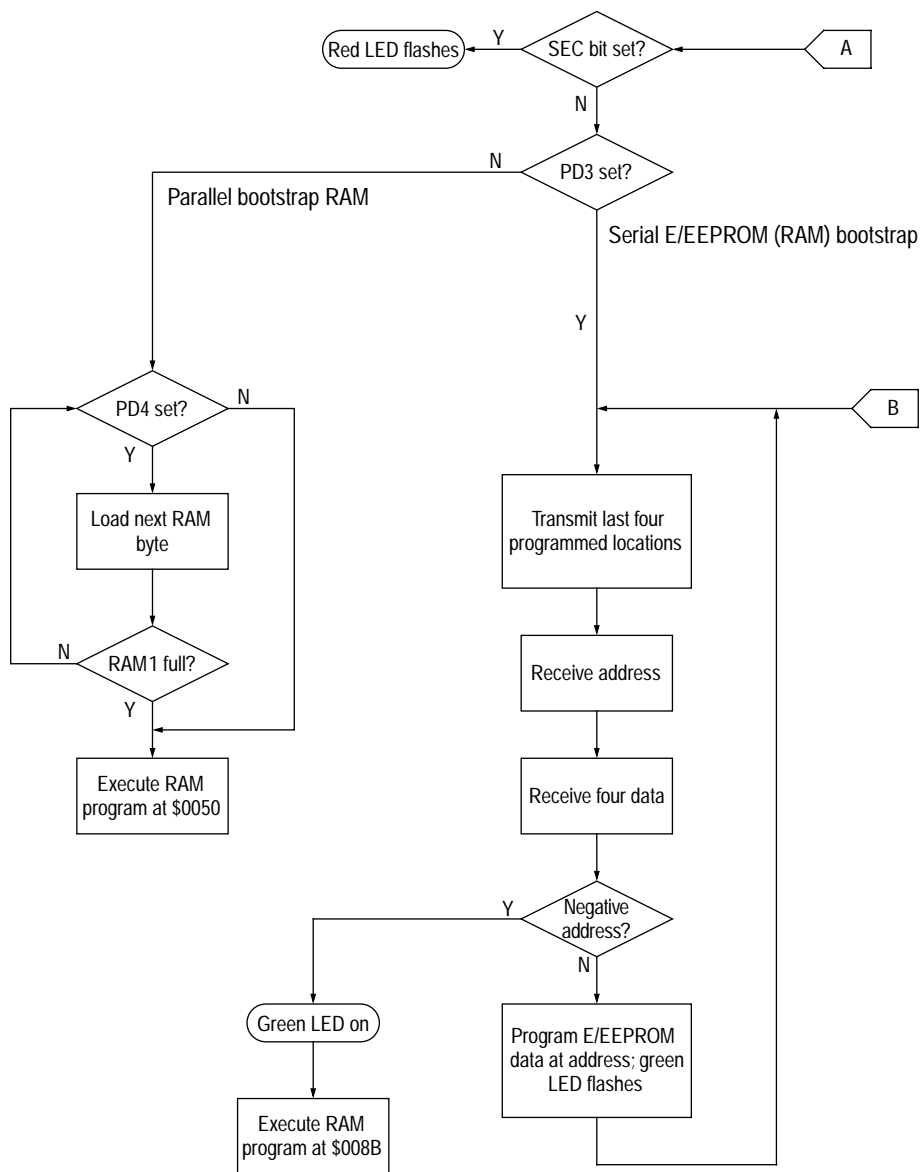 Red LED flashes
Y
SEC bit set?
A
N
N
PD3 set?
Parallel bootstrap RAM
Serial E/EEPROM (RAM) bootstrap
Y
PD4 set?
N
B
Y
Load next RAM
byte
Transmit last four
programmed locations
N
RAM1 full?
Receive address
Y
Execute RAM
program at $0050
Receive four data
Y
Negative
address?
N
Green LED on
Program E/EEPROM
data at address; green
LED flashes
Execute RAM
program at $008B